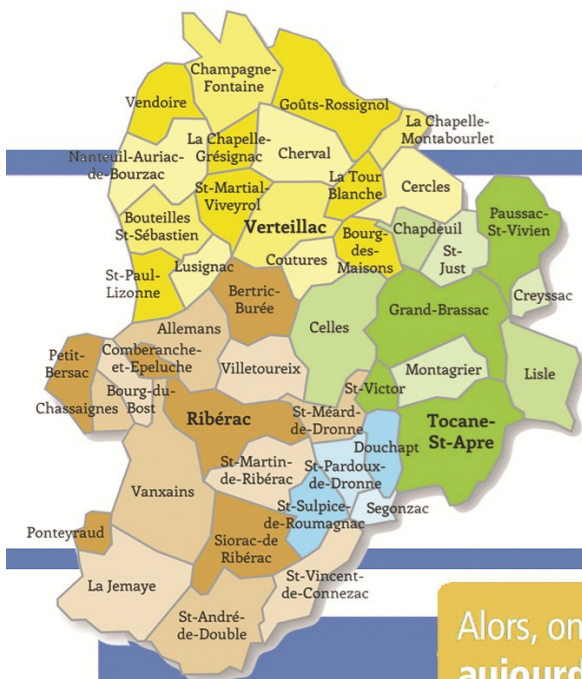 Champagne-
Fontaine
Vendoire
Goûts-Rossignol
La Chapelle-
Montabourlet
La Chapelle-
Grésignac
Cherval
Nanteuil-Auriac-
de-Bourzac
La Tour
Blanche
Cercles
St-Martial-
Viveyrol
Paussac-
St-Vivien
Bouteilles
St-Sébastien
Verteillac
Bourg-
des-
Maisons
Chapdeuil
St-
Just
Lusignac
Coutures
St-Paul-
Lizonne
Creyssac
Bertric-
Burée
Grand-Brassac
Allemans
Celles
Petit-
Bersac
Comberanche-
et-Epeluche
Villetoureix
Montagrier
Lisle
Bourg-du-
Bost
St-Victor
Chassaignes
Ribérac
St-Méard-
de-Dronne
Tocane-
St-Apre
Douchapt
St-Martin-
de-Ribérac
St-Pardoux-
de-Dronne
Vanxains
St-Sulpice-
de-Roumagnac
Segonzac
Ponteyraud
Siorac-de
Ribérac
La Jemaye
St-Vincent-
de-Connezac
St-André-
de-Double
Alors, on
aujourd